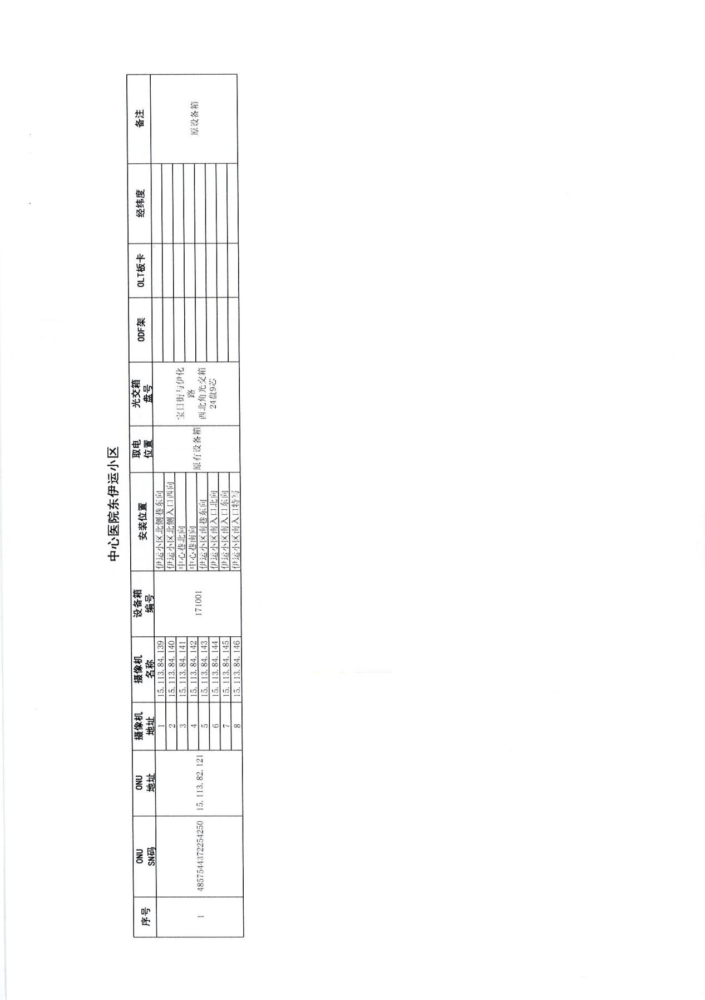 中心医院东伊运小区
序号 ONU SN码 ONU 地址 摄像机 地址 摄像机 名称 设备箱 编号 安装位置 取电 位置 光交箱 盘号 ODF架 OLT板卡 经纬度 备注
1 4857544372254250 15.113.82.121 171001 原有设备箱 宝日街与伊化路 西北角光交箱 24盘9芯 原设备箱
1 15.113.84.139 伊运小区北侧巷东向
2 15.113.84.140 伊运小区北侧入口西向
3 15.113.84.141 中心巷北向
4 15.113.84.142 中心巷南向
5 15.113.84.143 伊运小区南巷东向
6 15.113.84.144 伊运小区南入口北向
7 15.113.84.145 伊运小区南入口东向
8 15.113.84.146 伊运小区南入口特写